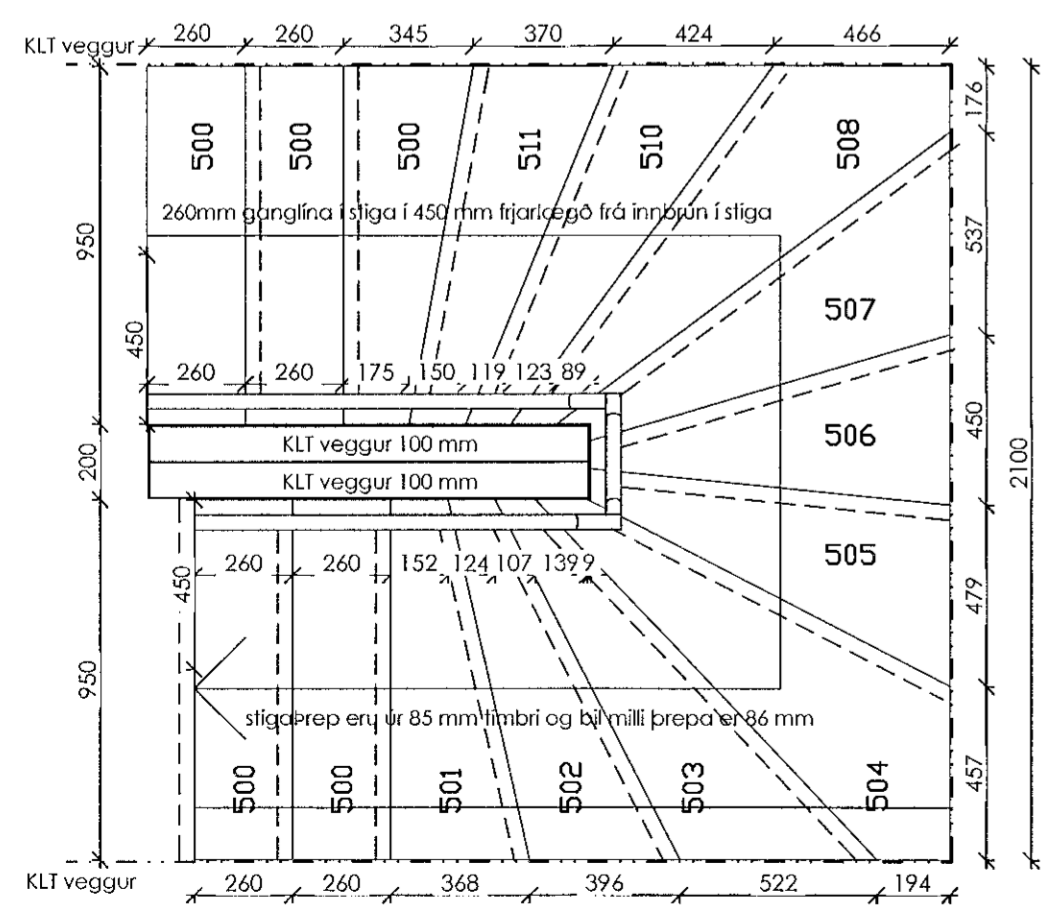 260 260 345 370 424 466
KLT veggur
176
500 500 500 511 510 508
260mm ganglína í stiga í 450 mm frjarlægð frá innbrún í stiga
950
537
507
450
260 260 175 150 119 123 89
506
450
KLT veggur 100 mm
200
KLT veggur 100 mm
2100
505
260 260 152 124 107 139 9
450
479
950
stigaþrep eru úr 85 mm timbri og bil milli þrepa er 86 mm
500 500 501 502 503 504
457
KLT veggur
260 260 368 396 522 194